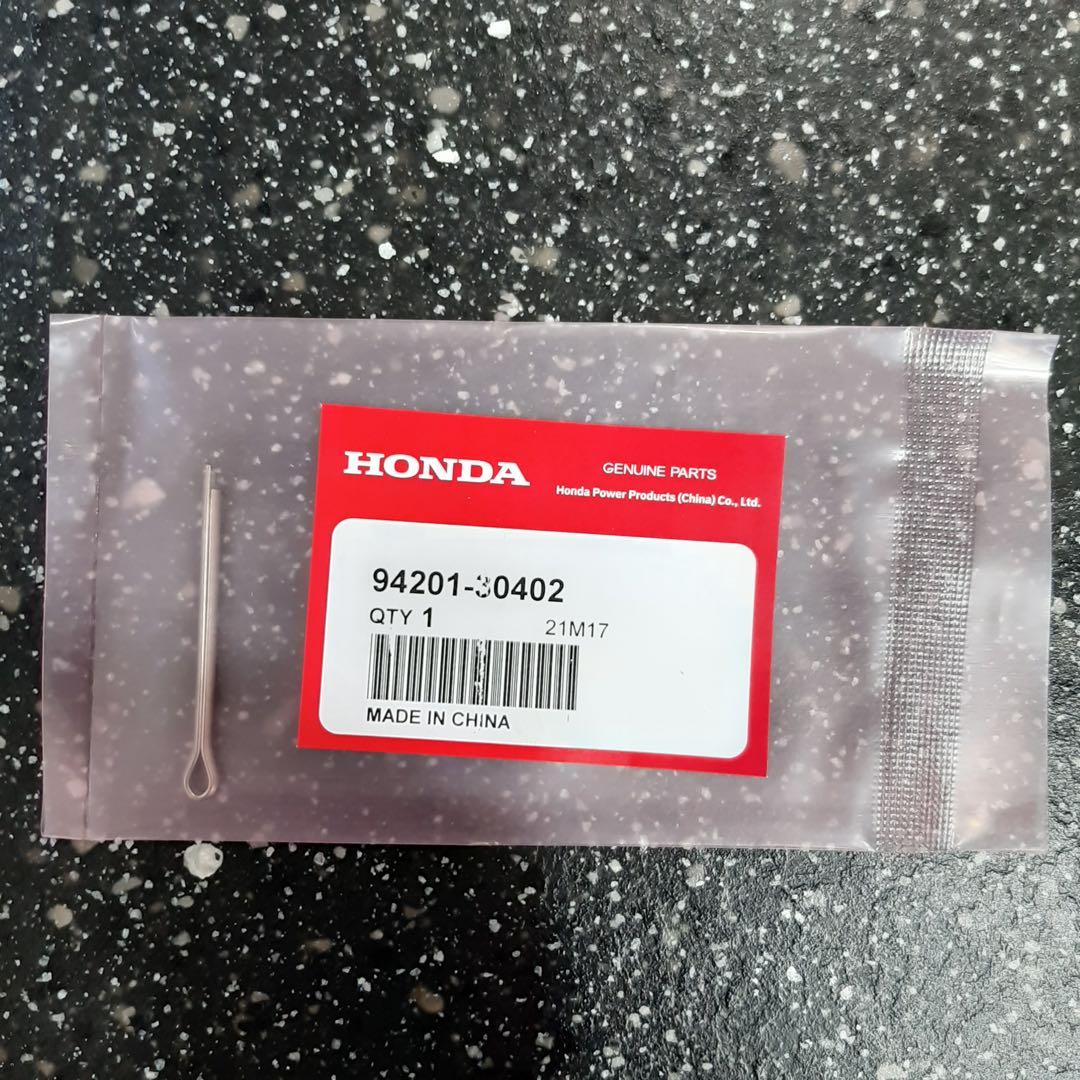 HONDA
GENUINE PARTS
Honda Power Products (China) Co., Ltd.
94201-30402
QTY 1 21M17
MADE IN CHINA